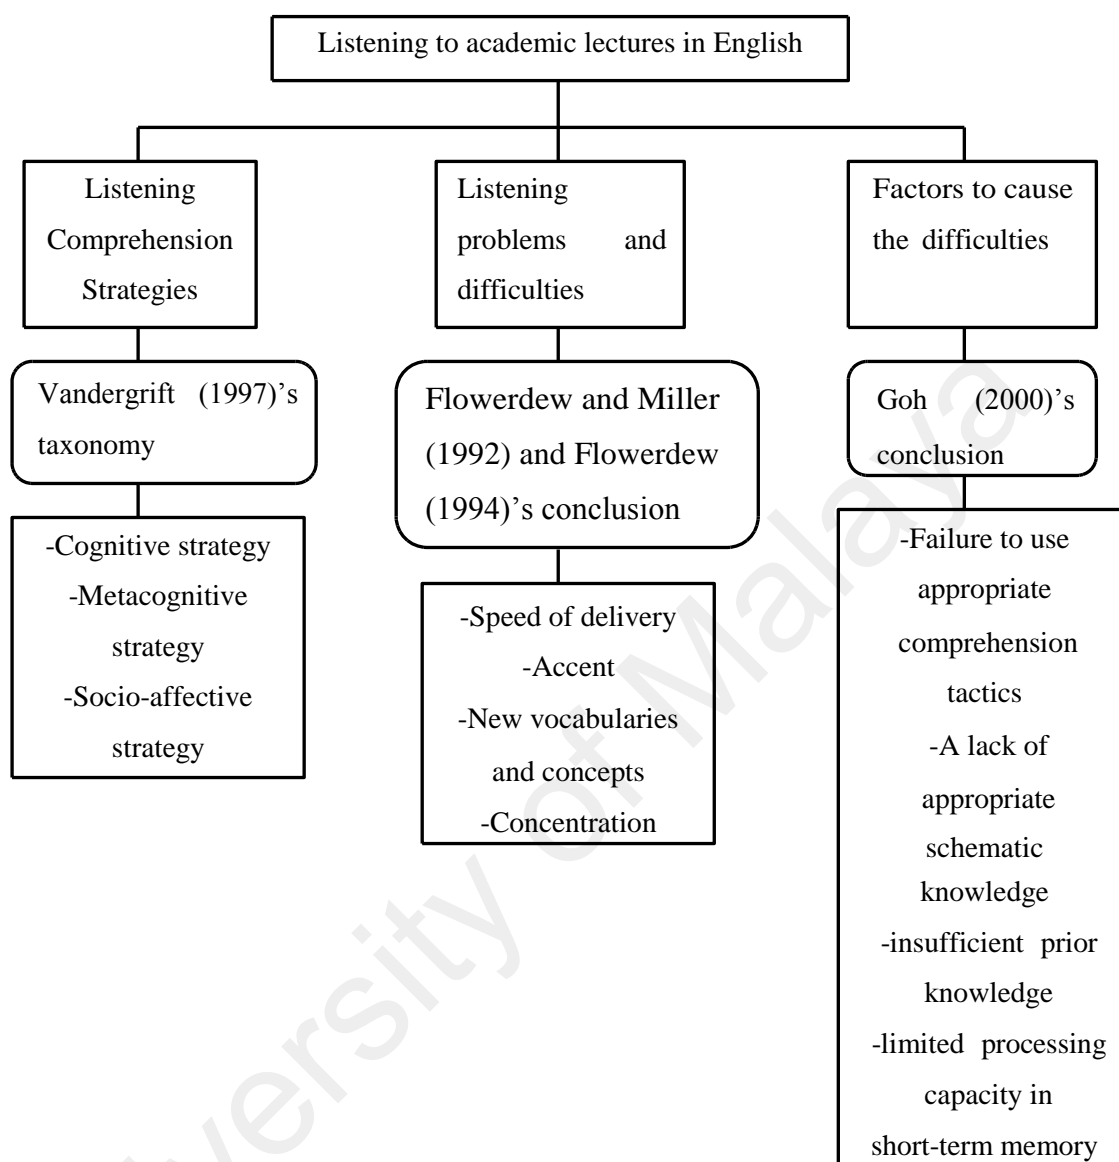 Listening to academic lectures in English
Listening
Comprehension
Strategies
Vandergrift (1997)'s
taxonomy
-Cognitive strategy
-Metacognitive
strategy
-Socio-affective
strategy
Listening
problems and
difficulties
Flowerdew and Miller
(1992) and Flowerdew
(1994)'s conclusion
-Speed of delivery
-Accent
-New vocabularies
and concepts
-Concentration
Factors to cause
the difficulties
Goh (2000)'s
conclusion
-Failure to use
appropriate
comprehension
tactics
-A lack of
appropriate
schematic
knowledge
-insufficient prior
knowledge
-limited processing
capacity in
short-term memory
versity of Malaya